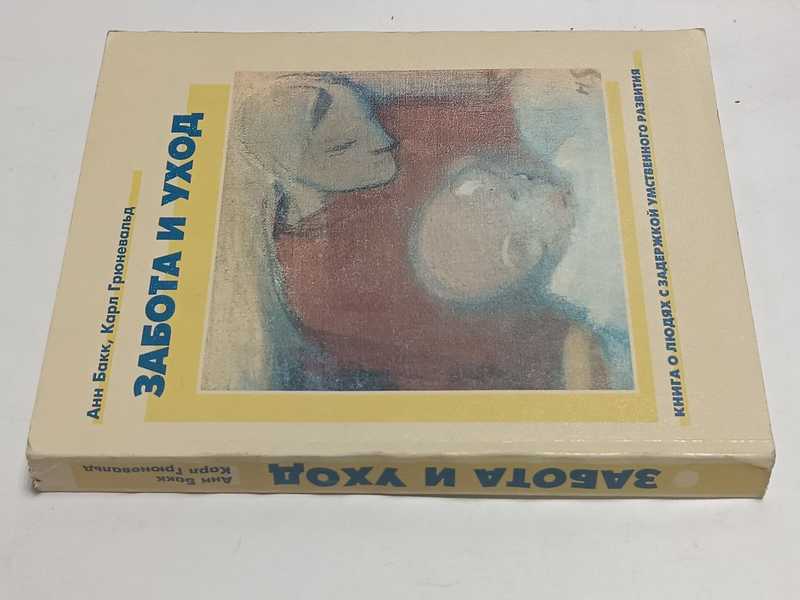 Анн Бакк, Карл Грюневальд
ЗАБОТА И УХОД
КНИГА О ЛЮДЯХ С ЗАДЕРЖКОЙ УМСТВЕННОГО РАЗВИТИЯ
Анн Бакк
Карл Грюневальд
ЗАБОТА И УХОД